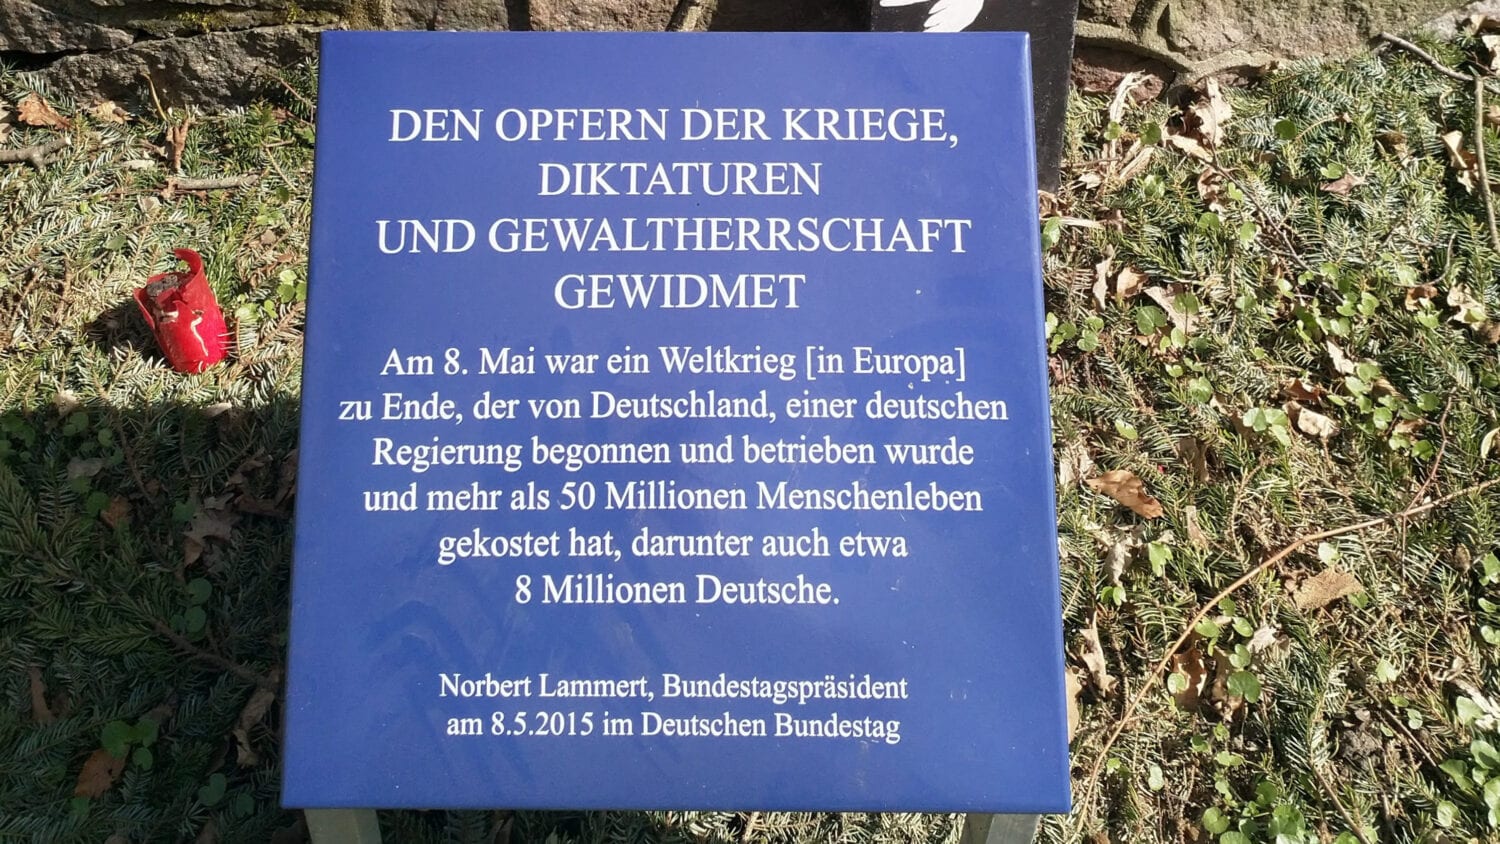 DEN OPFERN DER KRIEGE,
DIKTATUREN
UND GEWALTHERRSCHAFT
GEWIDMET
Am 8. Mai war ein Weltkrieg [in Europa]
zu Ende, der von Deutschland, einer deutschen
Regierung begonnen und betrieben wurde
und mehr als 50 Millionen Menschenleben
gekostet hat, darunter auch etwa
8 Millionen Deutsche.
Norbert Lammert, Bundestagspräsident
am 8.5.2015 im Deutschen Bundestag